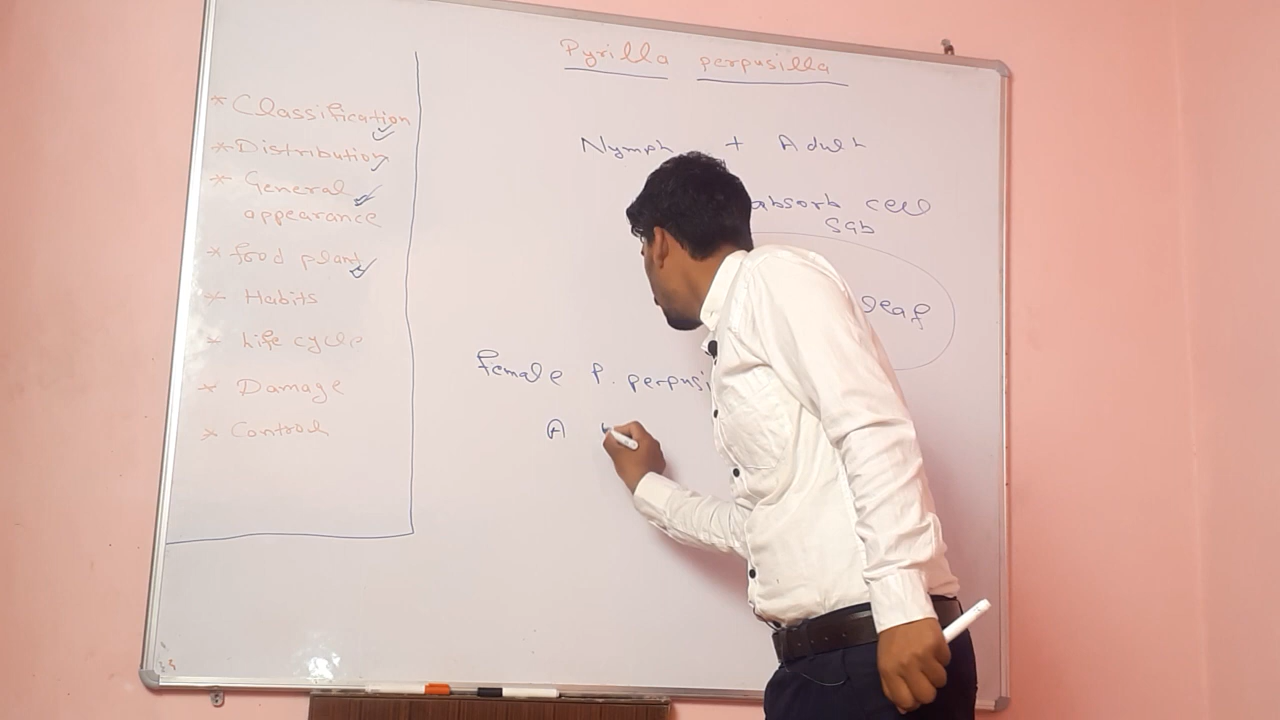 Pyrilla perpusilla
* Classification
* Distribution
* General
appearance
* food plant
* Habits
* Life cycle
* Damage
* Control
Nymph + Adult
absorb cell
Sab
leaf
female P. perpusi
A